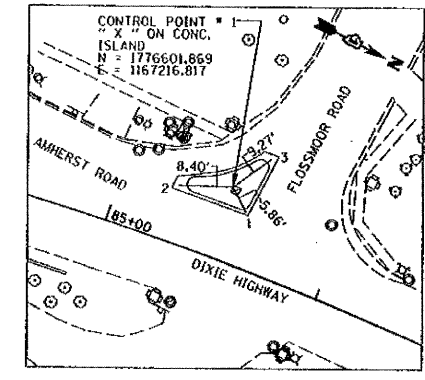 CONTROL POINT # 1
" X " ON CONC.
ISLAND
N = 1776601.869
E = 1167216.817
N
FLOSSMOOR ROAD
9.27'
3
8.40'
2
5.86'
1
AMHERST ROAD
85+00
DIXIE HIGHWAY